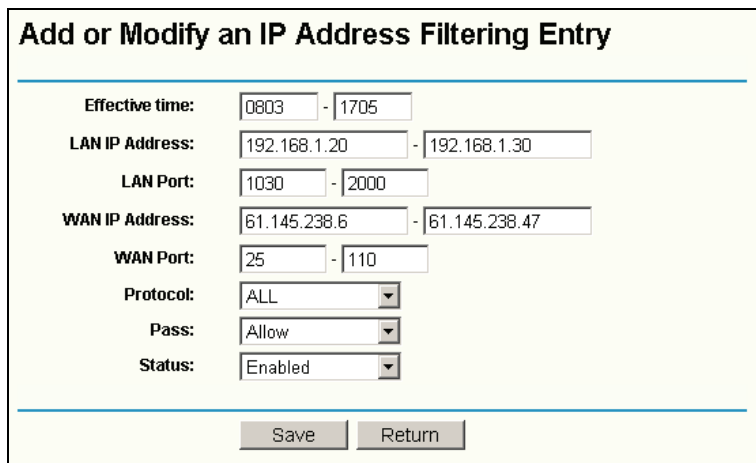 Add or Modify an IP Address Filtering Entry
Effective time: 0803 - 1705
LAN IP Address: 192.168.1.20 - 192.168.1.30
LAN Port: 1030 - 2000
WAN IP Address: 61.145.238.6 - 61.145.238.47
WAN Port: 25 - 110
Protocol: ALL
Pass: Allow
Status: Enabled
Save Return